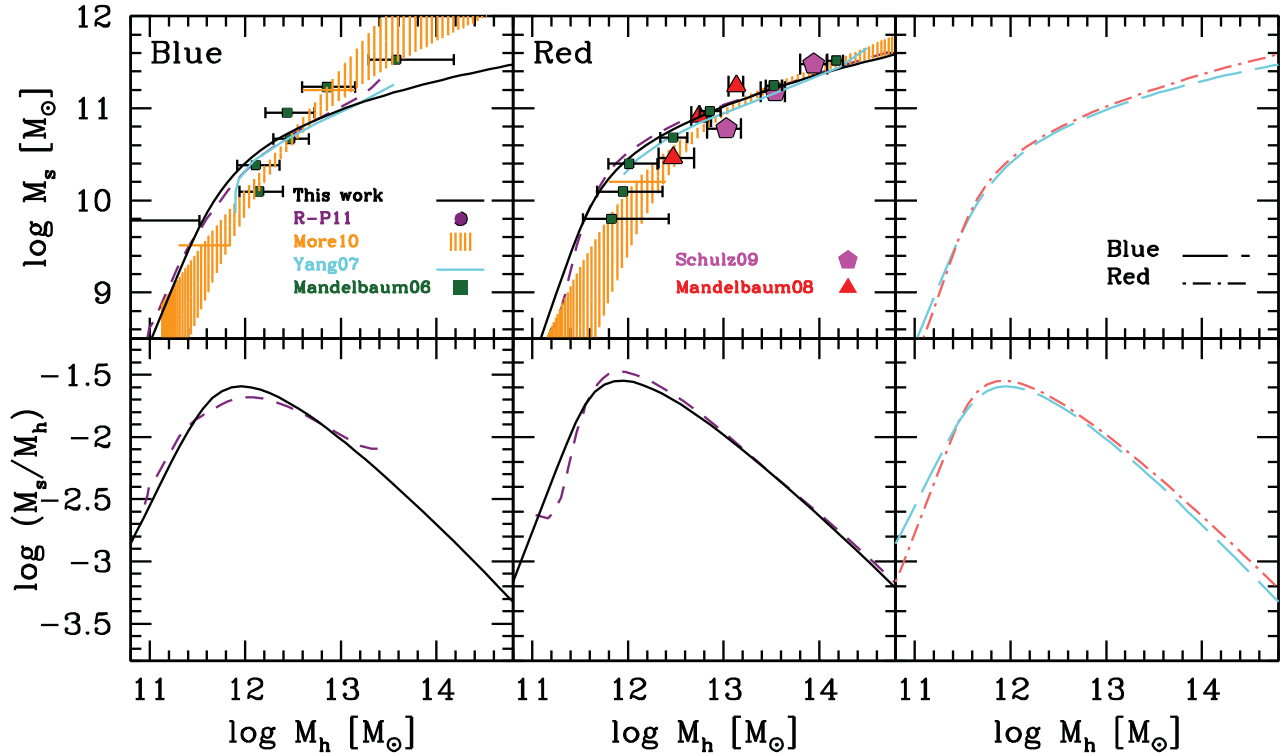 Blue
Red
12
11
10
9
log M_s [M_⊙]
This work
R-P11
More10
Yang07
Mandelbaum06
Schulz09
Mandelbaum08
Blue
Red
−1.5
−2
−2.5
−3
−3.5
log (M_s/M_h)
11 12 13 14
11 12 13 14
11 12 13 14
log M_h [M_⊙]
log M_h [M_⊙]
log M_h [M_⊙]